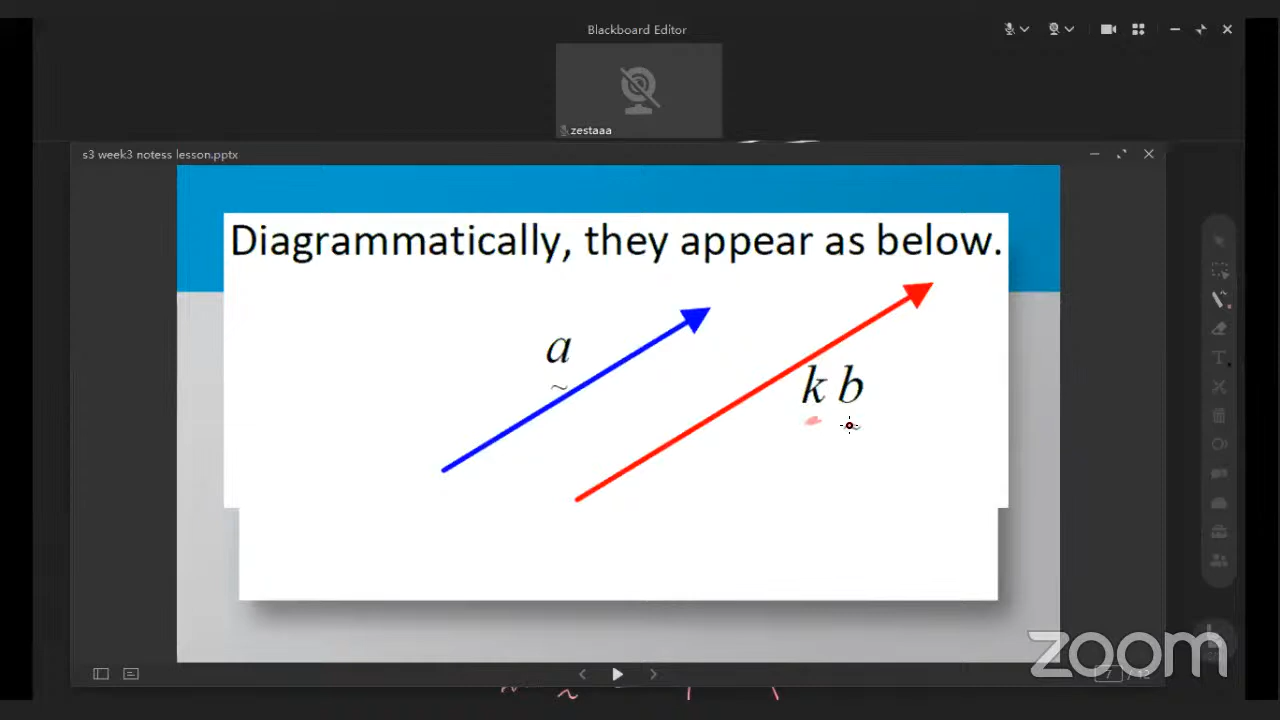 Blackboard Editor
zestaaa
s3 week3 notess lesson.pptx
Diagrammatically, they appear as below.
a
~
k b
7 / 12
zoom